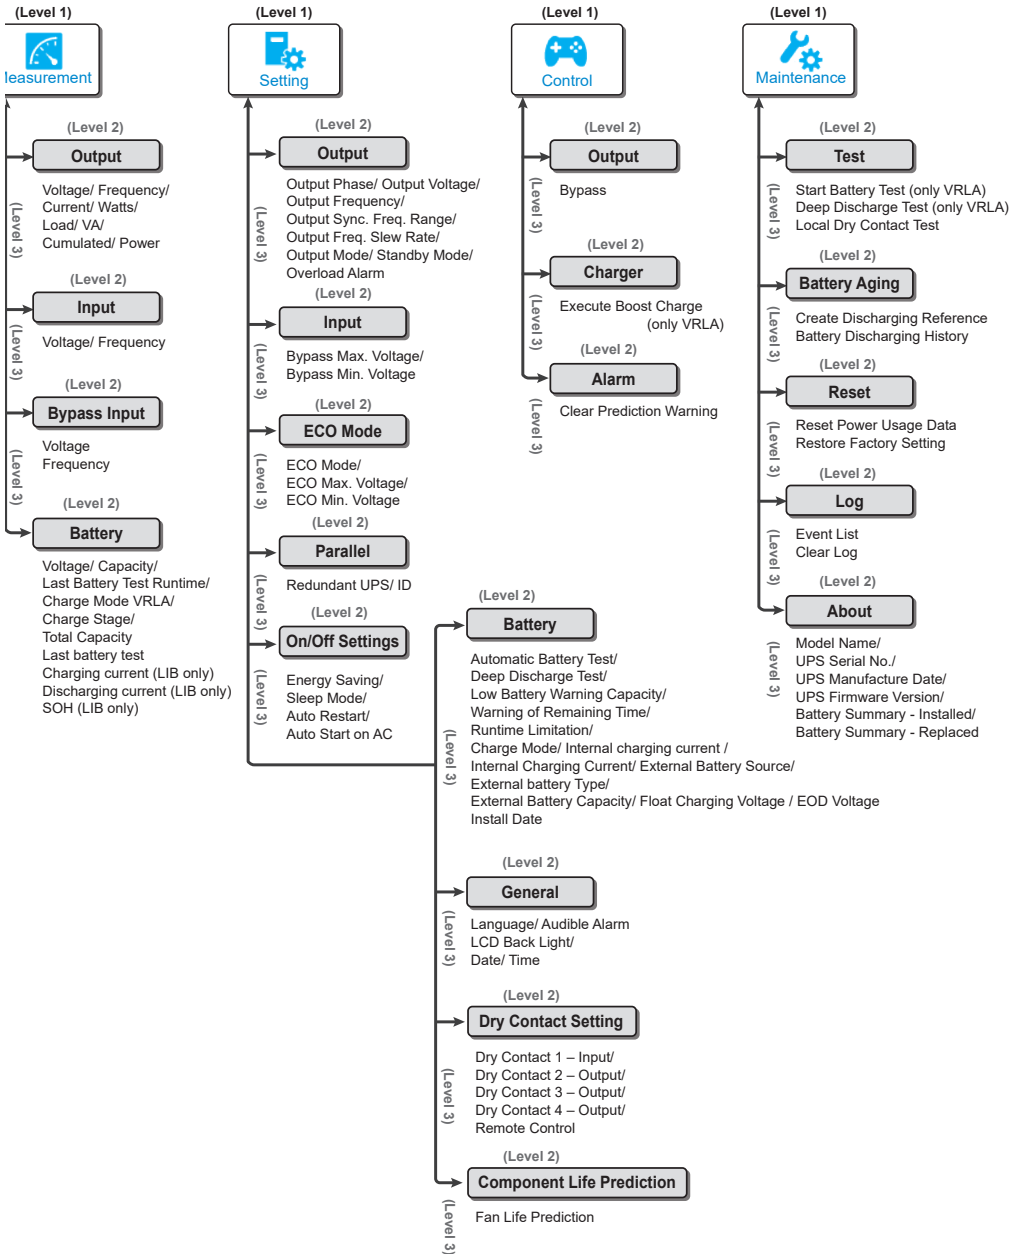 (Level 1)
Measurement
(Level 2)
Output
(Level 3)
Voltage/ Frequency/
Current/ Watts/
Load/ VA/
Cumulated/ Power
(Level 2)
Input
(Level 3)
Voltage/ Frequency
(Level 2)
Bypass Input
(Level 3)
Voltage
Frequency
(Level 2)
Battery
Voltage/ Capacity/
Last Battery Test Runtime/
Charge Mode VRLA/
Charge Stage/
Total Capacity
Last battery test
Charging current (LIB only)
Discharging current (LIB only)
SOH (LIB only)
(Level 1)
Setting
(Level 2)
Output
(Level 3)
Output Phase/ Output Voltage/
Output Frequency/
Output Sync. Freq. Range/
Output Freq. Slew Rate/
Output Mode/ Standby Mode/
Overload Alarm
(Level 2)
Input
(Level 3)
Bypass Max. Voltage/
Bypass Min. Voltage
(Level 2)
ECO Mode
(Level 3)
ECO Mode/
ECO Max. Voltage/
ECO Min. Voltage
(Level 2)
Parallel
(Level 3)
Redundant UPS/ ID
(Level 2)
On/Off Settings
(Level 3)
Energy Saving/
Sleep Mode/
Auto Restart/
Auto Start on AC
(Level 2)
Battery
(Level 3)
Automatic Battery Test/
Deep Discharge Test/
Low Battery Warning Capacity/
Warning of Remaining Time/
Runtime Limitation/
Charge Mode/ Internal charging current /
Internal Charging Current/ External Battery Source/
External battery Type/
External Battery Capacity/ Float Charging Voltage / EOD Voltage
Install Date
(Level 2)
General
(Level 3)
Language/ Audible Alarm
LCD Back Light/
Date/ Time
(Level 2)
Dry Contact Setting
(Level 3)
Dry Contact 1 – Input/
Dry Contact 2 – Output/
Dry Contact 3 – Output/
Dry Contact 4 – Output/
Remote Control
(Level 2)
Component Life Prediction
(Level 3)
Fan Life Prediction
(Level 1)
Control
(Level 2)
Output
(Level 3)
Bypass
(Level 2)
Charger
(Level 3)
Execute Boost Charge
(only VRLA)
(Level 2)
Alarm
(Level 3)
Clear Prediction Warning
(Level 1)
Maintenance
(Level 2)
Test
(Level 3)
Start Battery Test (only VRLA)
Deep Discharge Test (only VRLA)
Local Dry Contact Test
(Level 2)
Battery Aging
(Level 3)
Create Discharging Reference
Battery Discharging History
(Level 2)
Reset
(Level 3)
Reset Power Usage Data
Restore Factory Setting
(Level 2)
Log
(Level 3)
Event List
Clear Log
(Level 2)
About
(Level 3)
Model Name/
UPS Serial No./
UPS Manufacture Date/
UPS Firmware Version/
Battery Summary - Installed/
Battery Summary - Replaced